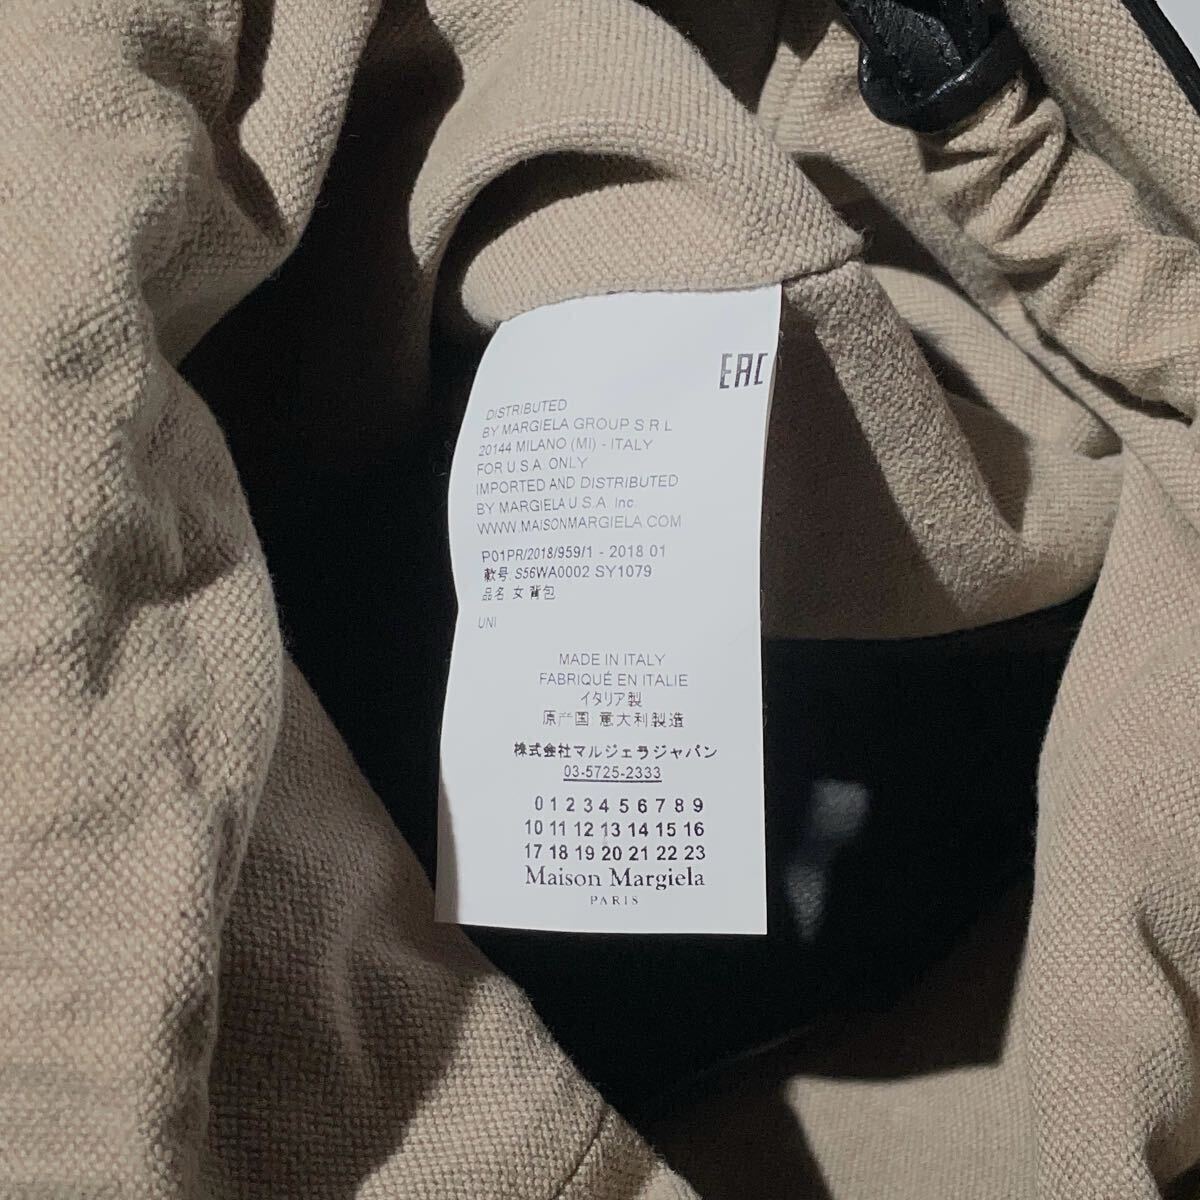 EAC
DISTRIBUTED
BY MARGIELA GROUP S R L
20144 MILANO (MI) - ITALY
FOR U S A ONLY
IMPORTED AND DISTRIBUTED
BY MARGIELA U S A Inc.
WWW.MAISONMARGIELA.COM
P01PR/2018/959/1 - 2018 01
款号 S56WA0002 SY1079
品名 女 背包
UNI
MADE IN ITALY
FABRIQUÉ EN ITALIE
イタリア製
原产国 意大利製造
株式会社マルジェラジャパン
03-5725-2333
0 1 2 3 4 5 6 7 8 9
10 11 12 13 14 15 16
17 18 19 20 21 22 23
Maison Margiela
PARIS